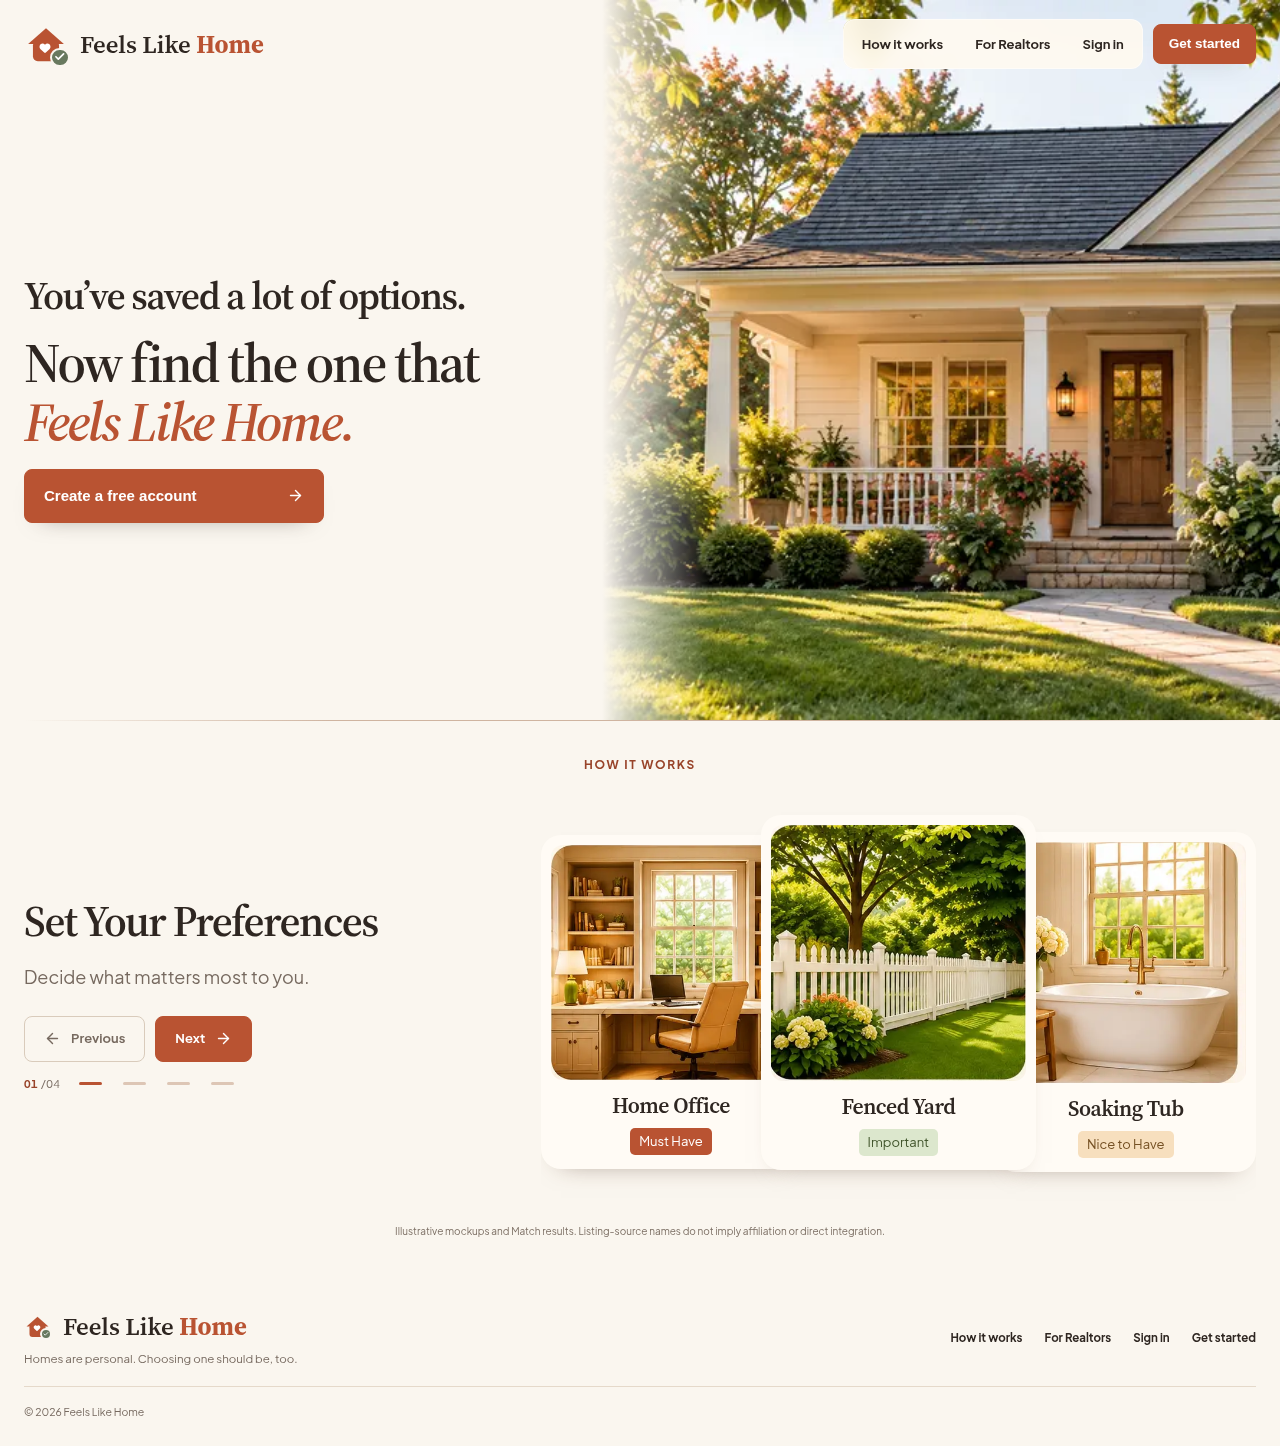 Feels Like Home
How it works
For Realtors
Sign in
Get started
You’ve saved a lot of options.
Now find the one that
Feels Like Home.
Create a free account
HOW IT WORKS
Set Your Preferences
Decide what matters most to you.
Previous
Next
01 /04
Home Office
Must Have
Fenced Yard
Important
Soaking Tub
Nice to Have
Illustrative mockups and Match results. Listing-source names do not imply affiliation or direct integration.
Feels Like Home
Homes are personal. Choosing one should be, too.
How it works
For Realtors
Sign in
Get started
© 2026 Feels Like Home